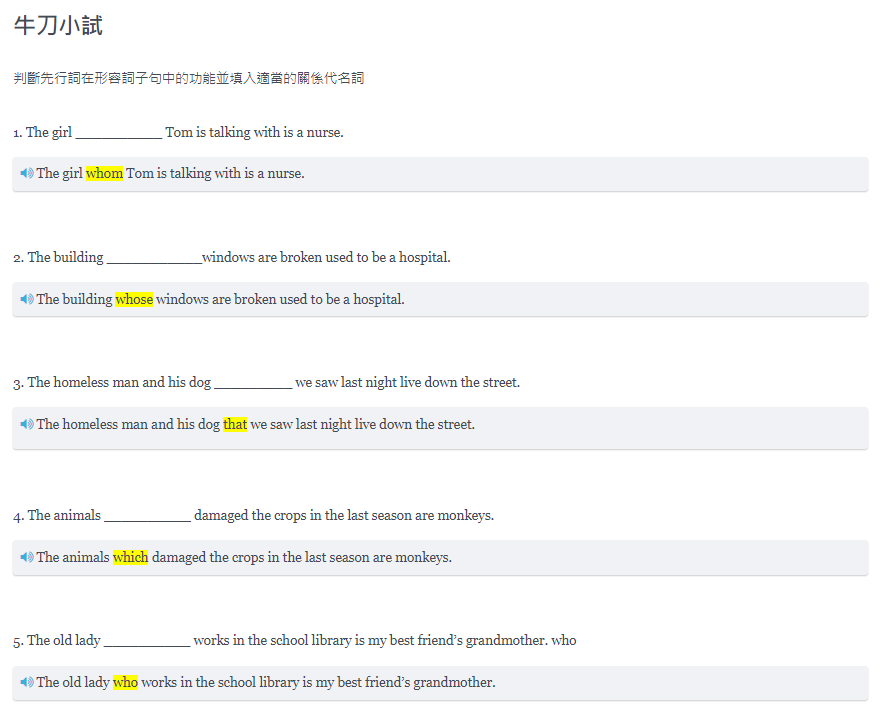 牛刀小試
判斷先行詞在形容詞子句中的功能並填入適當的關係代名詞
1. The girl ___________ Tom is talking with is a nurse.
The girl whom Tom is talking with is a nurse.
2. The building ____________windows are broken used to be a hospital.
The building whose windows are broken used to be a hospital.
3. The homeless man and his dog __________ we saw last night live down the street.
The homeless man and his dog that we saw last night live down the street.
4. The animals ___________ damaged the crops in the last season are monkeys.
The animals which damaged the crops in the last season are monkeys.
5. The old lady ___________ works in the school library is my best friend’s grandmother. who
The old lady who works in the school library is my best friend’s grandmother.